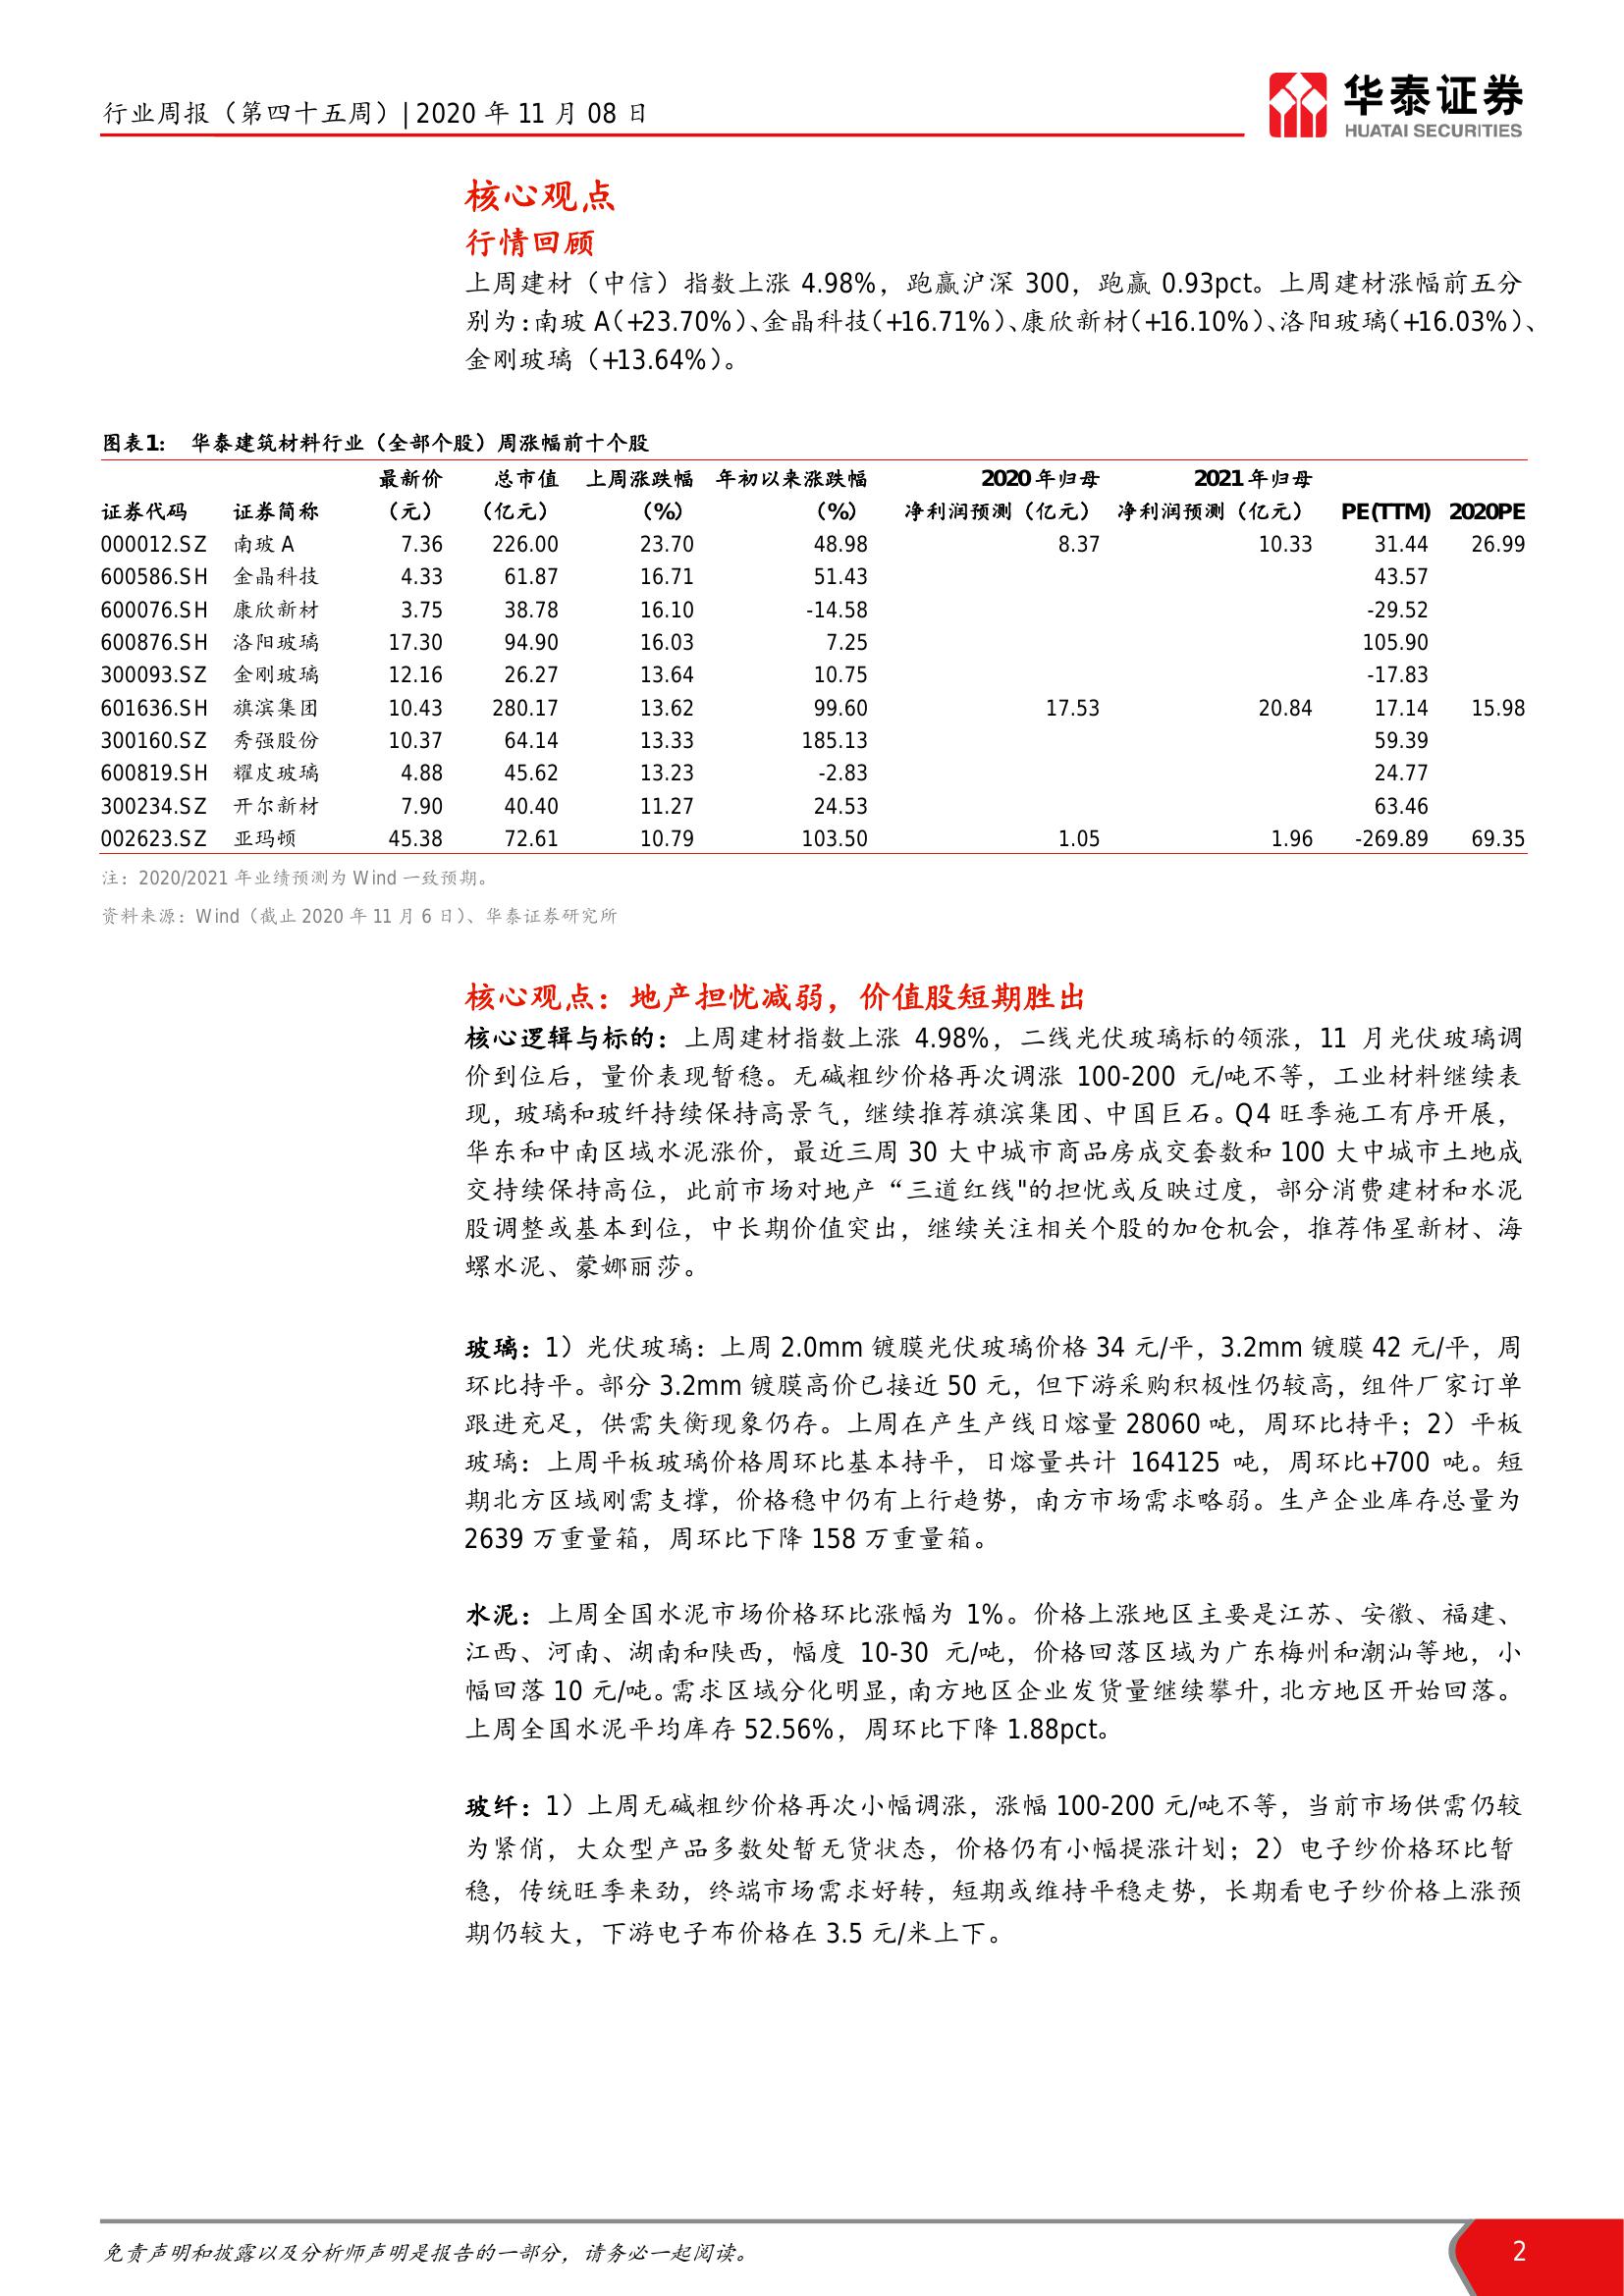 行业周报（第四十五周）| 2020 年 11 月 08 日
华泰证券
HUATAI SECURITIES
核心观点
行情回顾
上周建材（中信）指数上涨 4.98%，跑赢沪深 300，跑赢 0.93pct。上周建材涨幅前五分
别为：南玻 A（+23.70%）、金晶科技（+16.71%）、康欣新材（+16.10%）、洛阳玻璃（+16.03%）、
金刚玻璃（+13.64%）。
图表1： 华泰建筑材料行业（全部个股）周涨幅前十个股
最新价 总市值 上周涨跌幅 年初以来涨跌幅 2020 年归母 2021 年归母
证券代码 证券简称 （元） （亿元） （%） （%） 净利润预测（亿元） 净利润预测（亿元） PE(TTM) 2020PE
000012.SZ 南玻 A 7.36 226.00 23.70 48.98 8.37 10.33 31.44 26.99
600586.SH 金晶科技 4.33 61.87 16.71 51.43 43.57
600076.SH 康欣新材 3.75 38.78 16.10 -14.58 -29.52
600876.SH 洛阳玻璃 17.30 94.90 16.03 7.25 105.90
300093.SZ 金刚玻璃 12.16 26.27 13.64 10.75 -17.83
601636.SH 旗滨集团 10.43 280.17 13.62 99.60 17.53 20.84 17.14 15.98
300160.SZ 秀强股份 10.37 64.14 13.33 185.13 59.39
600819.SH 耀皮玻璃 4.88 45.62 13.23 -2.83 24.77
300234.SZ 开尔新材 7.90 40.40 11.27 24.53 63.46
002623.SZ 亚玛顿 45.38 72.61 10.79 103.50 1.05 1.96 -269.89 69.35
注：2020/2021 年业绩预测为 Wind 一致预期。
资料来源：Wind（截止 2020 年 11 月 6 日）、华泰证券研究所
核心观点：地产担忧减弱，价值股短期胜出
核心逻辑与标的：上周建材指数上涨 4.98%，二线光伏玻璃标的领涨，11 月光伏玻璃调
价到位后，量价表现暂稳。无碱粗纱价格再次调涨 100-200 元/吨不等，工业材料继续表
现，玻璃和玻纤持续保持高景气，继续推荐旗滨集团、中国巨石。Q4 旺季施工有序开展，
华东和中南区域水泥涨价，最近三周 30 大中城市商品房成交套数和 100 大中城市土地成
交持续保持高位，此前市场对地产“三道红线"的担忧或反映过度，部分消费建材和水泥
股调整或基本到位，中长期价值突出，继续关注相关个股的加仓机会，推荐伟星新材、海
螺水泥、蒙娜丽莎。
玻璃：1）光伏玻璃：上周 2.0mm 镀膜光伏玻璃价格 34 元/平，3.2mm 镀膜 42 元/平，周
环比持平。部分 3.2mm 镀膜高价已接近 50 元，但下游采购积极性仍较高，组件厂家订单
跟进充足，供需失衡现象仍存。上周在产生产线日熔量 28060 吨，周环比持平；2）平板
玻璃：上周平板玻璃价格周环比基本持平，日熔量共计 164125 吨，周环比+700 吨。短
期北方区域刚需支撑，价格稳中仍有上行趋势，南方市场需求略弱。生产企业库存总量为
2639 万重量箱，周环比下降 158 万重量箱。
水泥：上周全国水泥市场价格环比涨幅为 1%。价格上涨地区主要是江苏、安徽、福建、
江西、河南、湖南和陕西，幅度 10-30 元/吨，价格回落区域为广东梅州和潮汕等地，小
幅回落 10 元/吨。需求区域分化明显，南方地区企业发货量继续攀升，北方地区开始回落。
上周全国水泥平均库存 52.56%，周环比下降 1.88pct。
玻纤：1）上周无碱粗纱价格再次小幅调涨，涨幅 100-200 元/吨不等，当前市场供需仍较
为紧俏，大众型产品多数处暂无货状态，价格仍有小幅提涨计划；2）电子纱价格环比暂
稳，传统旺季来劲，终端市场需求好转，短期或维持平稳走势，长期看电子纱价格上涨预
期仍较大，下游电子布价格在 3.5 元/米上下。
免责声明和披露以及分析师声明是报告的一部分，请务必一起阅读。
2